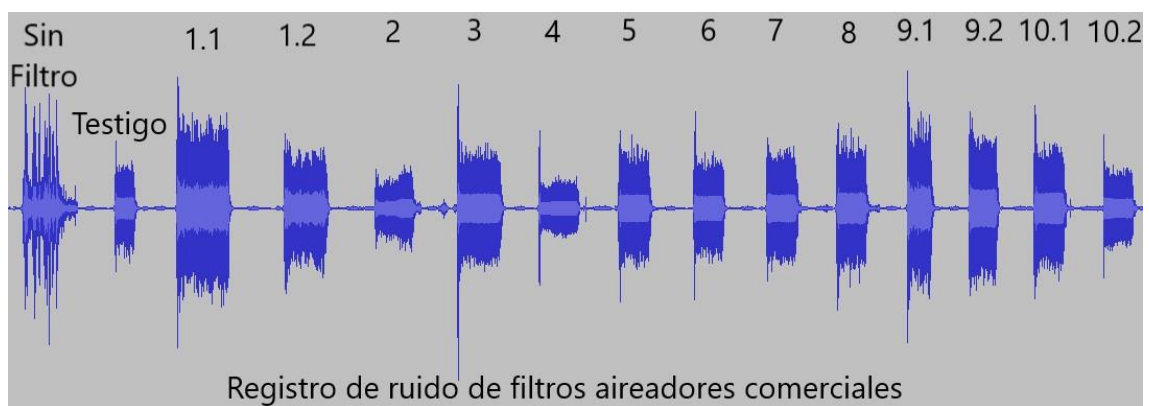 Sin
Filtro
Testigo
1.1 1.2 2 3 4 5 6 7 8 9.1 9.2 10.1 10.2
Registro de ruido de filtros aireadores comerciales